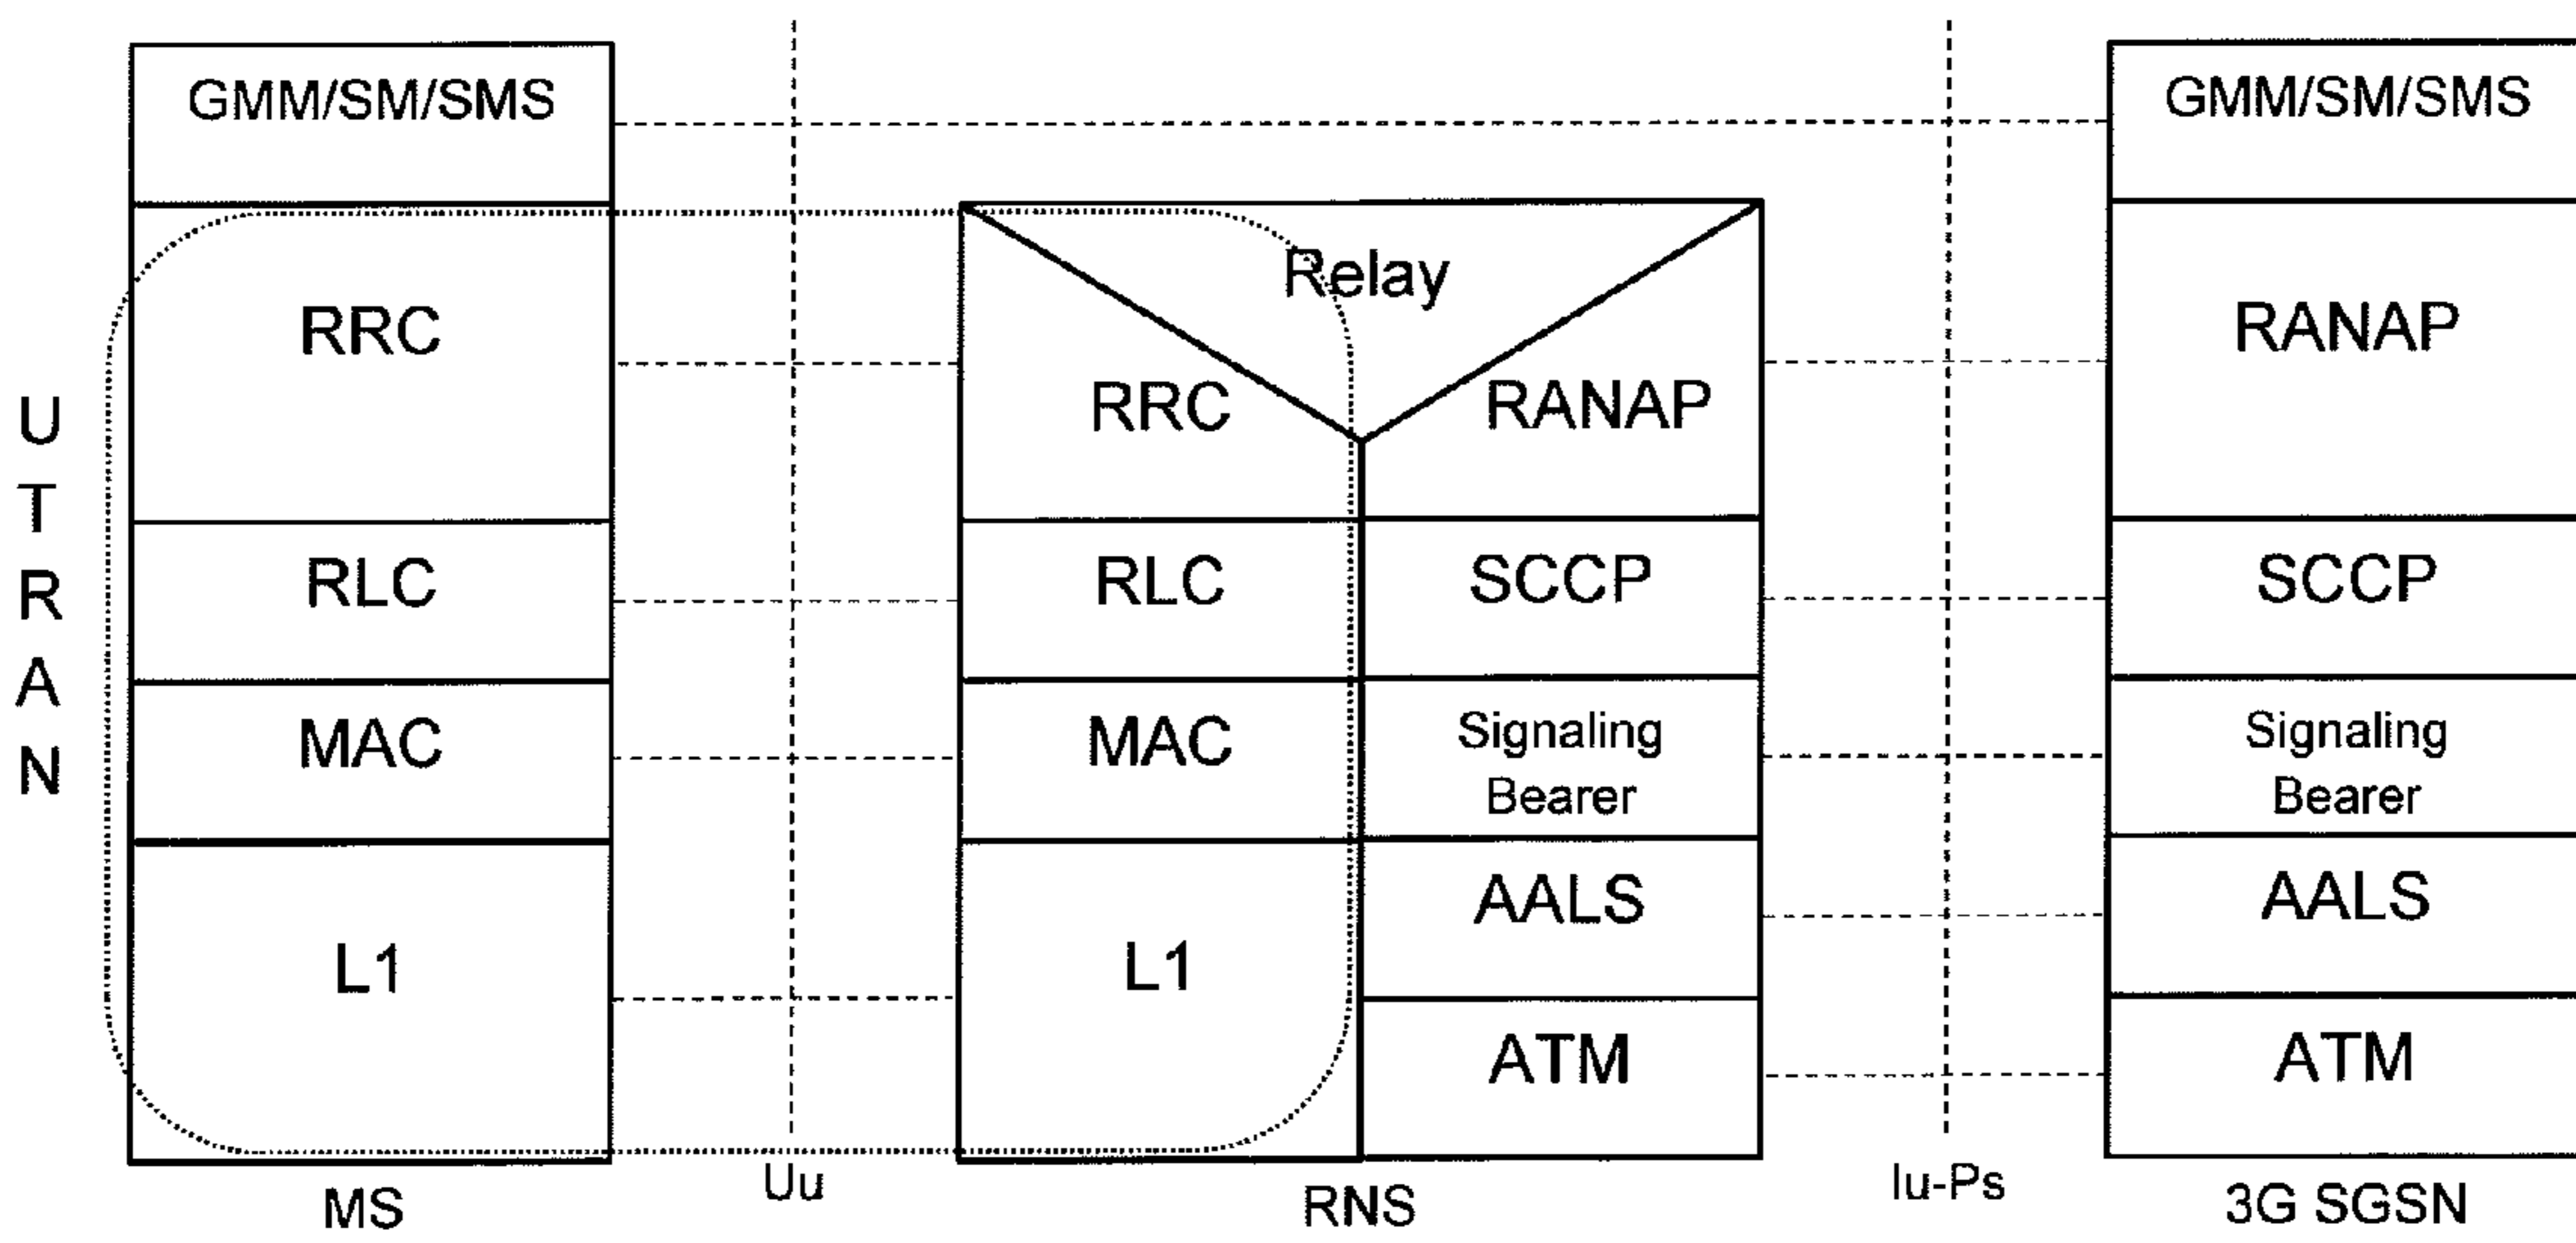 UTRAN
GMM/SM/SMS
RRC
RLC
MAC
L1
MS
Uu
Relay
RRC
RANAP
RLC
SCCP
MAC
Signaling
Bearer
L1
AALS
ATM
RNS
Iu-Ps
GMM/SM/SMS
RANAP
SCCP
Signaling
Bearer
AALS
ATM
3G SGSN